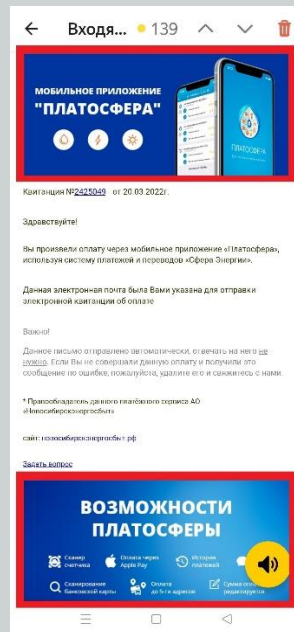 Входя... 139
МОБИЛЬНОЕ ПРИЛОЖЕНИЕ
"ПЛАТОСФЕРА"
ПЛАТОСФЕРА
Квитанция №2425049 от 20.03.2022г.
Здравствуйте!
Вы произвели оплату через мобильное приложение «Платосфера»,
используя систему платежей и переводов «Сфера Энергии».
Данная электронная почта была Вами указана для отправки
электронной квитанции об оплате
Важно!
Данное письмо отправлено автоматически, отвечать на него не
нужно. Если Вы не совершали данную оплату и получили это
сообщение по ошибке, пожалуйста, удалите его и свяжитесь с нами.
* Правообладатель данного платёжного сервиса АО
«Новосибирскэнергосбыт»
сайт: новосибирскэнергосбыт.рф
Задать вопрос
ВОЗМОЖНОСТИ
ПЛАТОСФЕРЫ
Сканер
счетчика
Оплата через
Apple Pay
История
платежей
Сканирование
банковской карты
Оплата
до 5-ти адресов
Сумма оплаты
редактируется